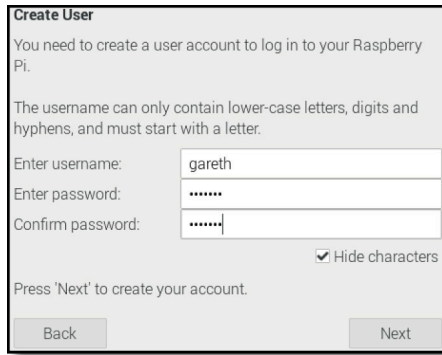 Create User
You need to create a user account to log in to your Raspberry
Pi.
The username can only contain lower-case letters, digits and
hyphens, and must start with a letter.
Enter username: gareth
Enter password: •••••••
Confirm password: •••••••
Hide characters
Press 'Next' to create your account.
Back Next